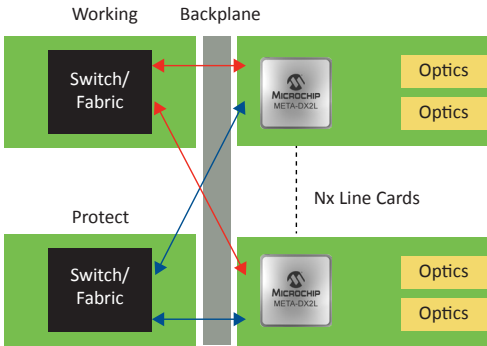 Working
Backplane
Switch/
Fabric
MICROCHIP
META-DX2L
Optics
Optics
Nx Line Cards
Protect
Switch/
Fabric
MICROCHIP
META-DX2L
Optics
Optics